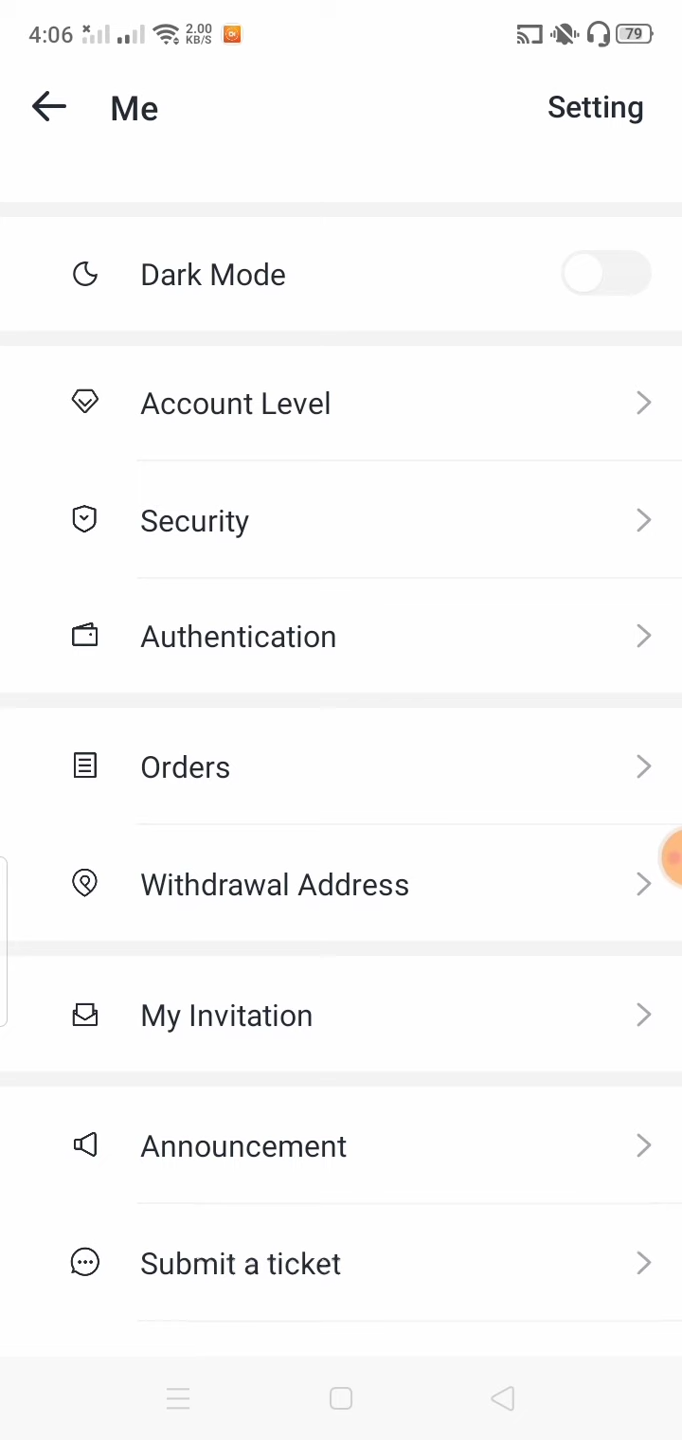 4:06 2.00 KB/S 79
Me Setting
Dark Mode
Account Level
Security
Authentication
Orders
Withdrawal Address
My Invitation
Announcement
Submit a ticket